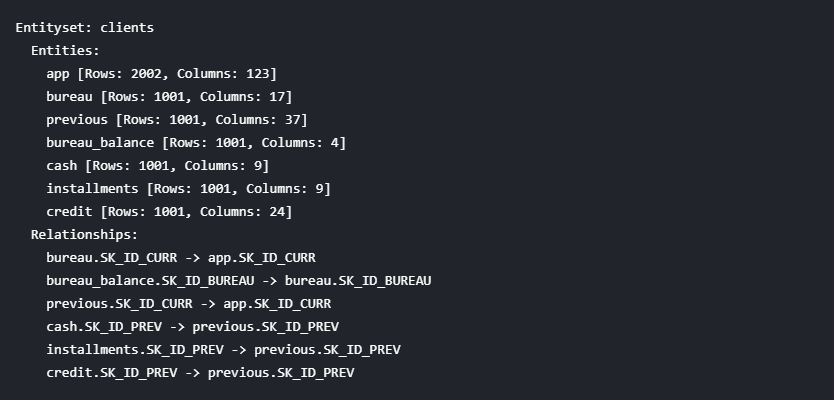 Entityset: clients
Entities:
app [Rows: 2002, Columns: 123]
bureau [Rows: 1001, Columns: 17]
previous [Rows: 1001, Columns: 37]
bureau_balance [Rows: 1001, Columns: 4]
cash [Rows: 1001, Columns: 9]
installments [Rows: 1001, Columns: 9]
credit [Rows: 1001, Columns: 24]
Relationships:
bureau.SK_ID_CURR -> app.SK_ID_CURR
bureau_balance.SK_ID_BUREAU -> bureau.SK_ID_BUREAU
previous.SK_ID_CURR -> app.SK_ID_CURR
cash.SK_ID_PREV -> previous.SK_ID_PREV
installments.SK_ID_PREV -> previous.SK_ID_PREV
credit.SK_ID_PREV -> previous.SK_ID_PREV